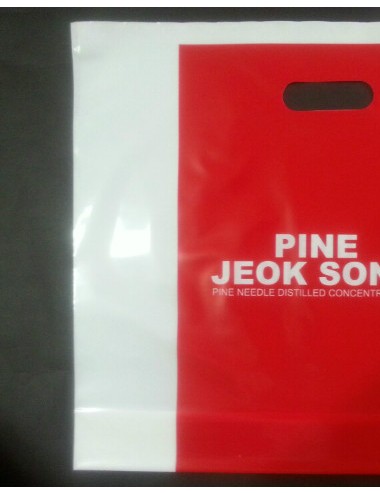 PINE
JEOK SON
PINE NEEDLE DISTILLED CONCENTR